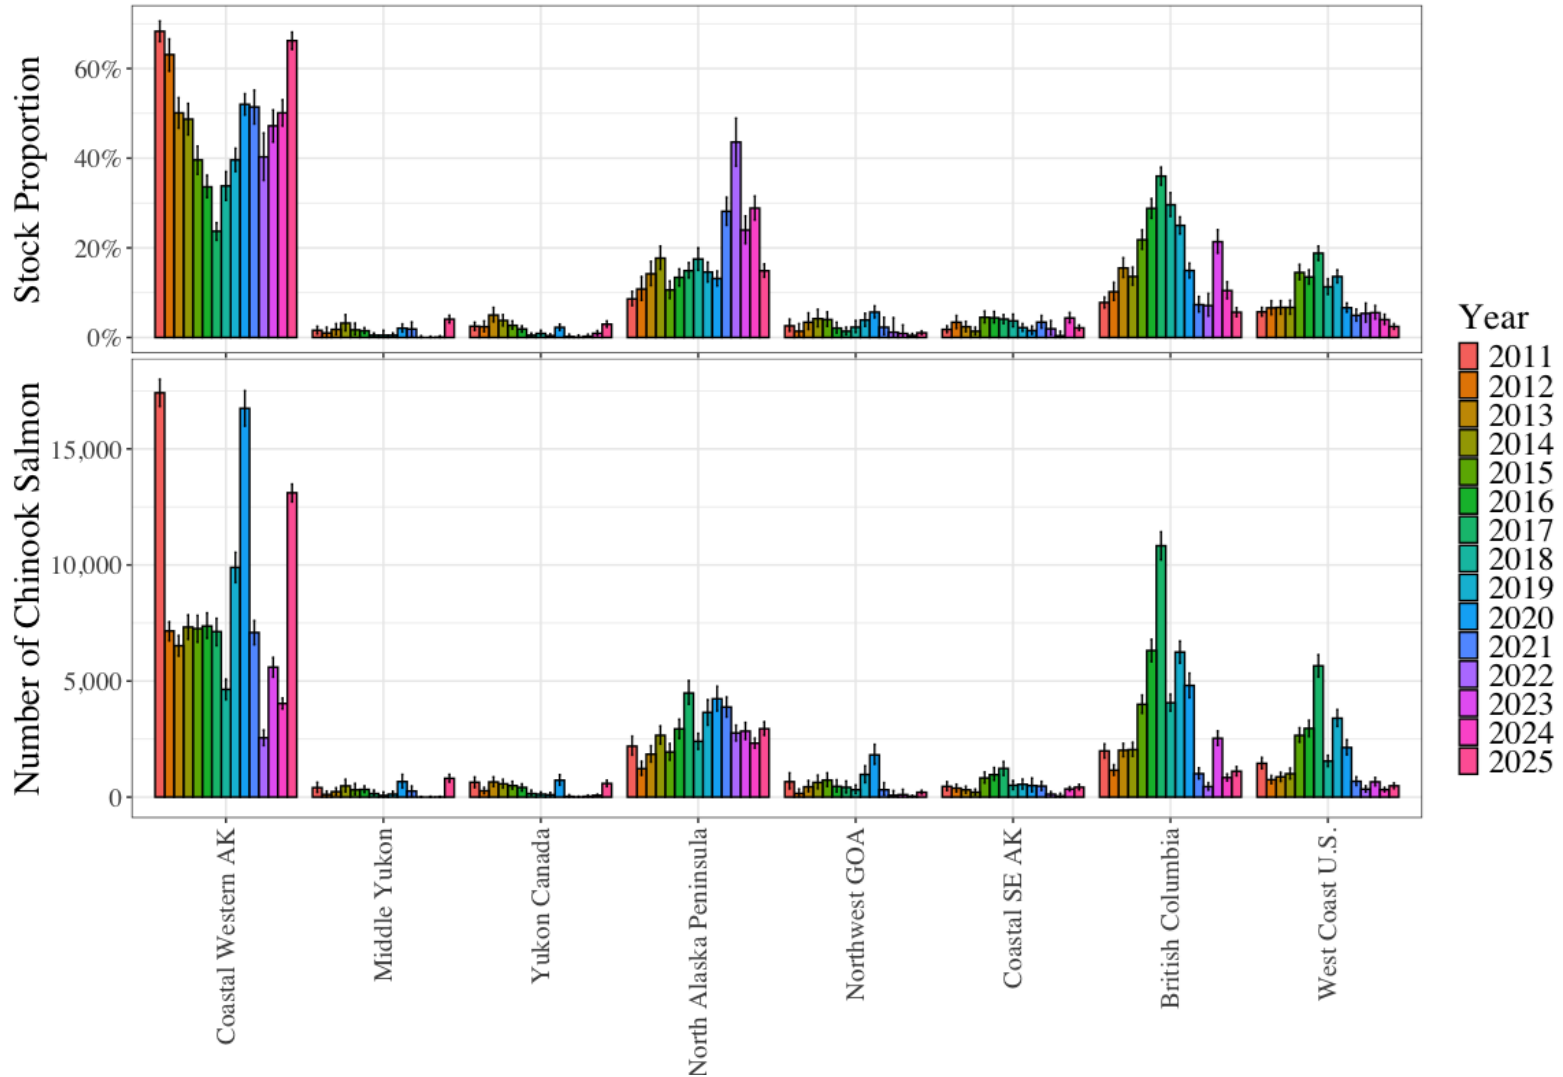 Stock Proportion
60%
40%
20%
0%
Number of Chinook Salmon
15,000
10,000
5,000
0
Coastal Western AK
Middle Yukon
Yukon Canada
North Alaska Peninsula
Northwest GOA
Coastal SE AK
British Columbia
West Coast U.S.
Year
2011
2012
2013
2014
2015
2016
2017
2018
2019
2020
2021
2022
2023
2024
2025